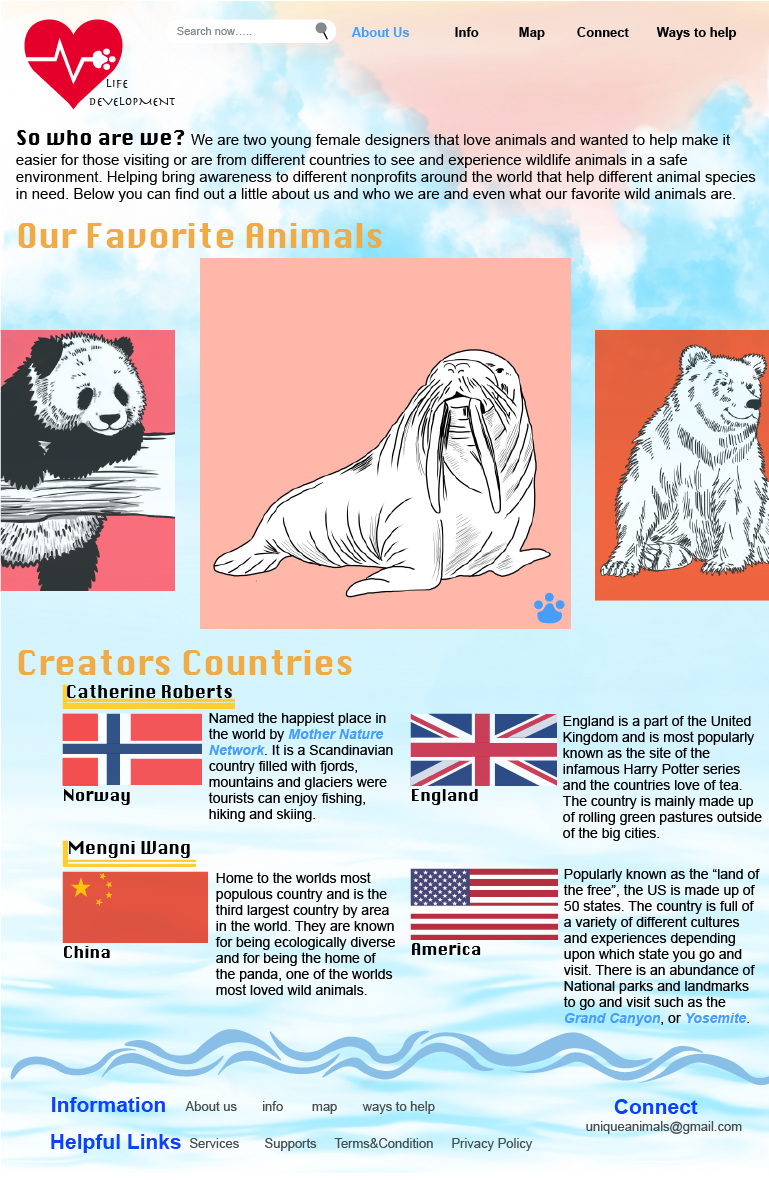 LIFE
DEVELOPMENT
Search now.....
About Us Info Map Connect Ways to help
So who are we? We are two young female designers that love animals and wanted to help make it
easier for those visiting or are from different countries to see and experience wildlife animals in a safe
environment. Helping bring awareness to different nonprofits around the world that help different animal species
in need. Below you can find out a little about us and who we are and even what our favorite wild animals are.
Our Favorite Animals
Creators Countries
Catherine Roberts
Norway
Named the happiest place in
the world by Mother Nature
Network. It is a Scandinavian
country filled with fjords,
mountains and glaciers were
tourists can enjoy fishing,
hiking and skiing.
England
England is a part of the United
Kingdom and is most popularly
known as the site of the
infamous Harry Potter series
and the countries love of tea.
The country is mainly made up
of rolling green pastures outside
of the big cities.
Mengni Wang
China
Home to the worlds most
populous country and is the
third largest country by area
in the world. They are known
for being ecologically diverse
and for being the home of
the panda, one of the worlds
most loved wild animals.
America
Popularly known as the “land of
the free”, the US is made up of
50 states. The country is full of
a variety of different cultures
and experiences depending
upon which state you go and
visit. There is an abundance of
National parks and landmarks
to go and visit such as the
Grand Canyon, or Yosemite.
Information About us info map ways to help
Helpful Links Services Supports Terms&Condition Privacy Policy
Connect
uniqueanimals@gmail.com